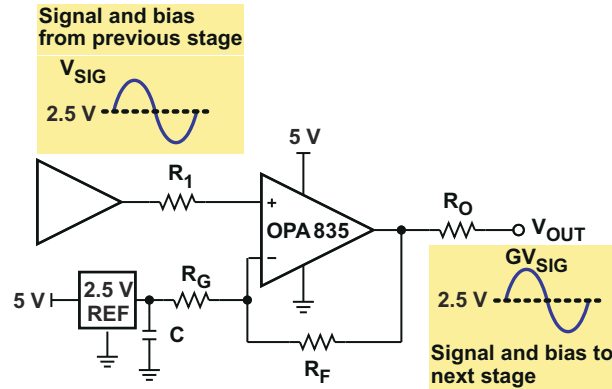 Signal and bias
from previous stage
VSIG
2.5 V
5 V
R1
RO
+
OPA835
VOUT
−
GVSIG
RG
2.5 V
5 V
2.5 V
REF
C
RF
Signal and bias to
next stage